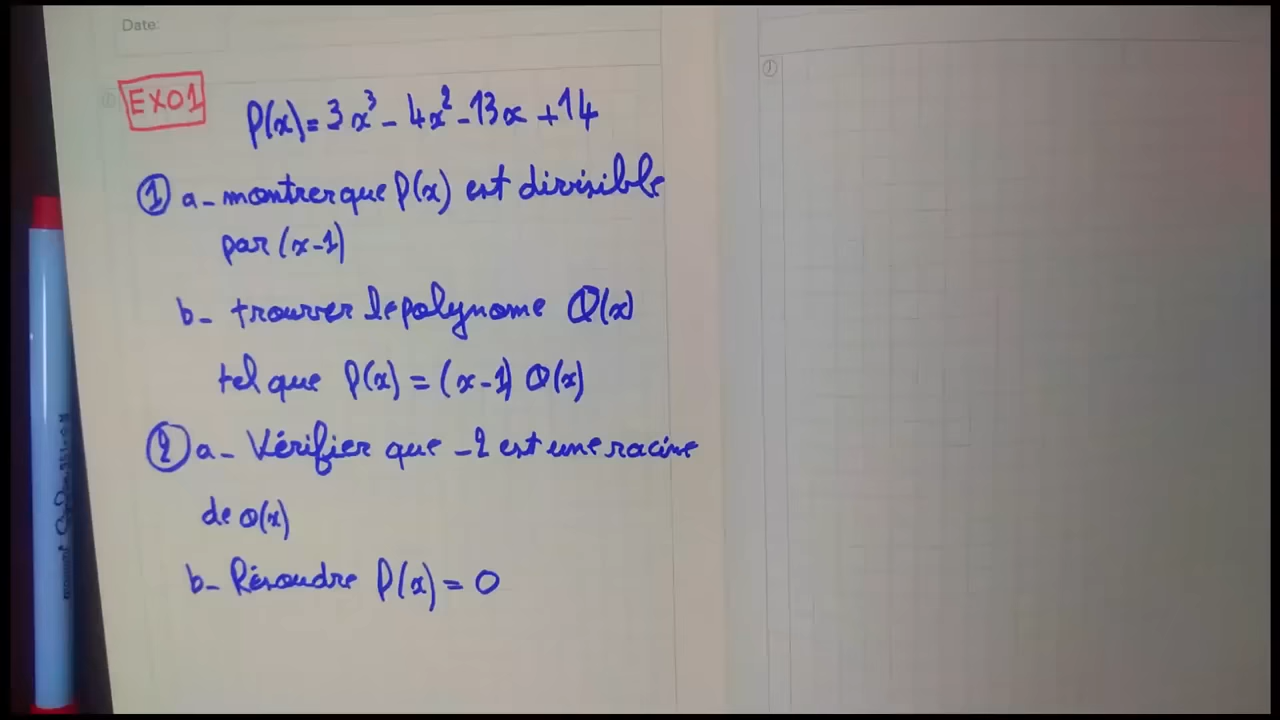 Date:
EXO1
P(x)=3x³-4x²-13x+14
① a- montrer que P(x) est divisible
par (x-1)
b- trouver le polynome Q(x)
tel que P(x)=(x-1) Q(x)
② a- Vérifier que -2 est une racine
de Q(x)
b- Résoudre P(x)=0